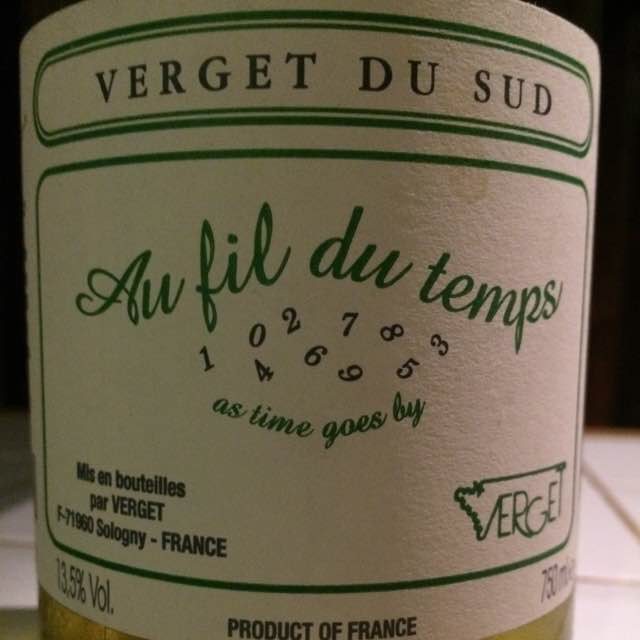 VERGET DU SUD
Au fil du temps
1 0 2 7 8 3
4 6 9 5
as time goes by
Mis en bouteilles
par VERGET
F-71960 Sologny - FRANCE
VERGET
13,5% Vol.
750 ml
PRODUCT OF FRANCE